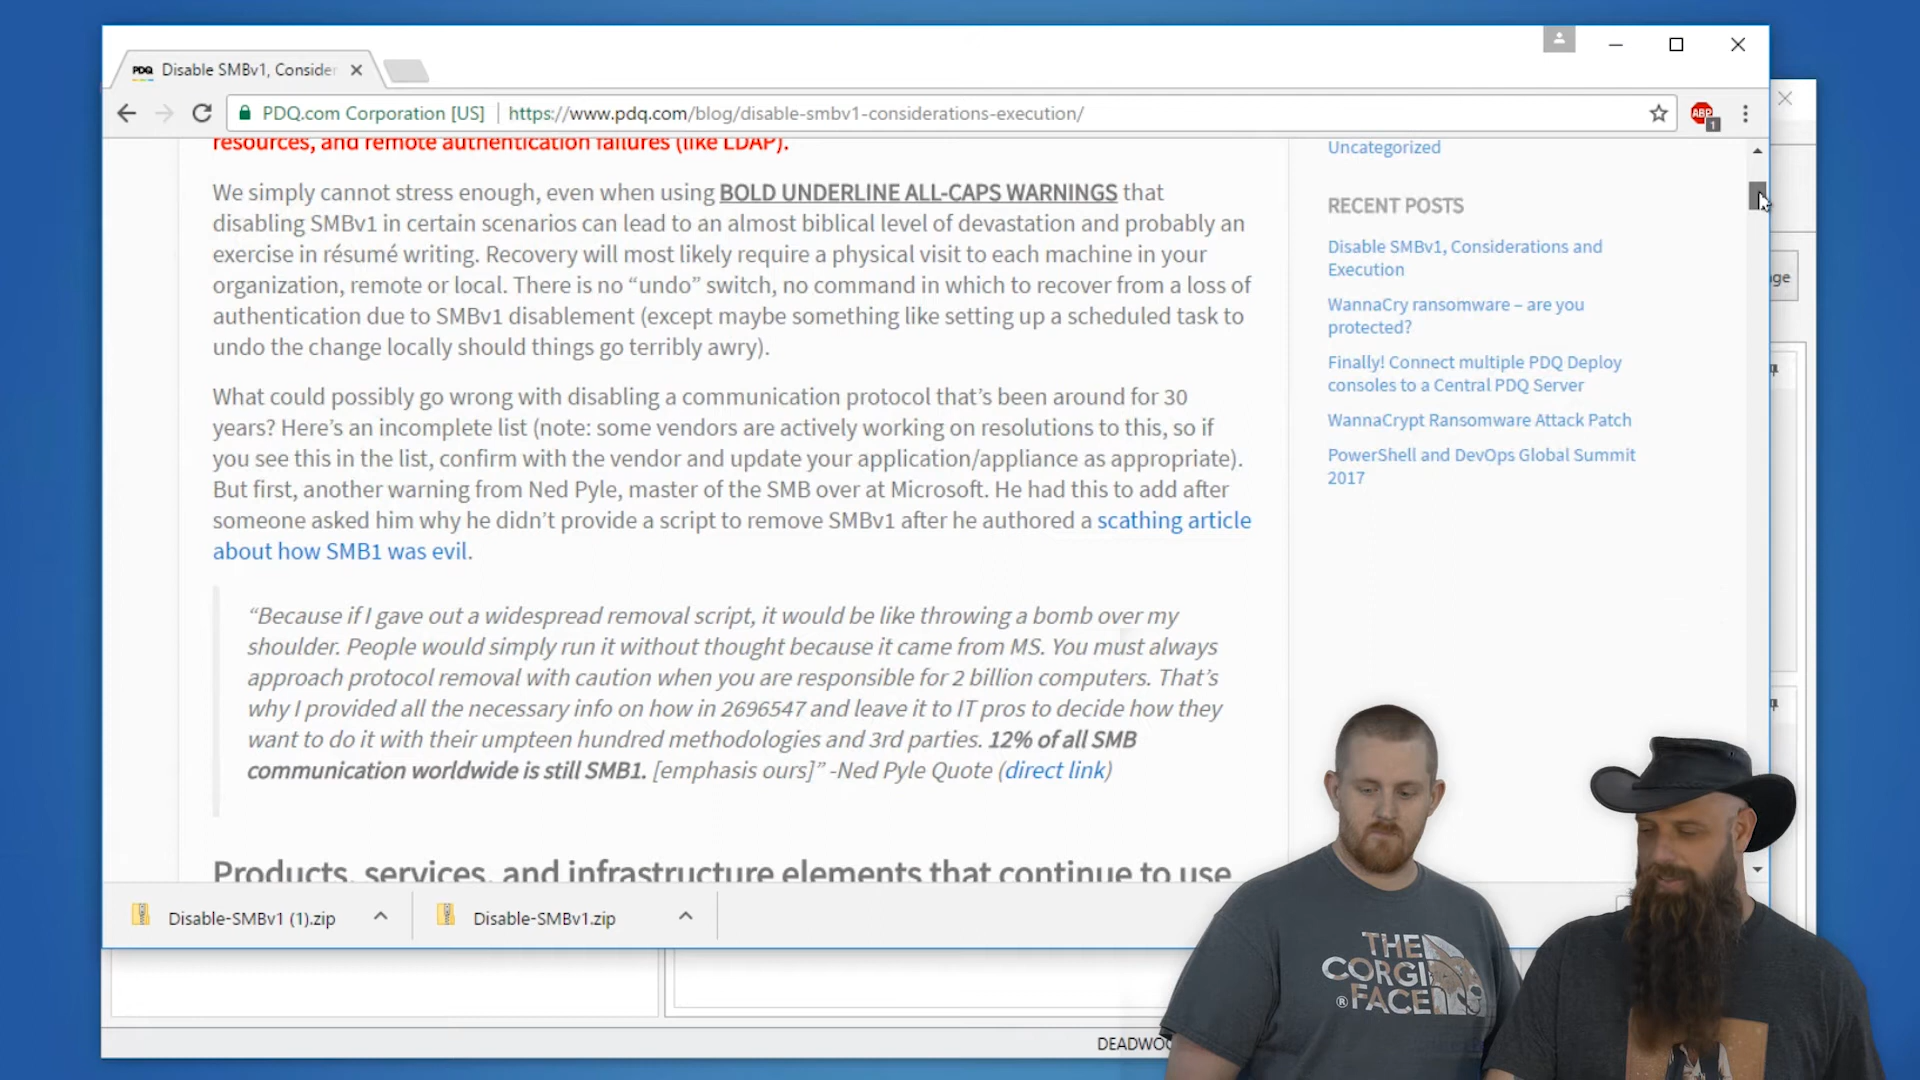 PDQ Disable SMBv1, Consider
PDQ.com Corporation [US] https://www.pdq.com/blog/disable-smbv1-considerations-execution/
ABP
1
resources, and remote authentication failures (like LDAP).
We simply cannot stress enough, even when using BOLD UNDERLINE ALL-CAPS WARNINGS that
disabling SMBv1 in certain scenarios can lead to an almost biblical level of devastation and probably an
exercise in résumé writing. Recovery will most likely require a physical visit to each machine in your
organization, remote or local. There is no “undo” switch, no command in which to recover from a loss of
authentication due to SMBv1 disablement (except maybe something like setting up a scheduled task to
undo the change locally should things go terribly awry).
What could possibly go wrong with disabling a communication protocol that’s been around for 30
years? Here’s an incomplete list (note: some vendors are actively working on resolutions to this, so if
you see this in the list, confirm with the vendor and update your application/appliance as appropriate).
But first, another warning from Ned Pyle, master of the SMB over at Microsoft. He had this to add after
someone asked him why he didn’t provide a script to remove SMBv1 after he authored a scathing article
about how SMB1 was evil.
“Because if I gave out a widespread removal script, it would be like throwing a bomb over my
shoulder. People would simply run it without thought because it came from MS. You must always
approach protocol removal with caution when you are responsible for 2 billion computers. That’s
why I provided all the necessary info on how in 2696547 and leave it to IT pros to decide how they
want to do it with their umpteen hundred methodologies and 3rd parties. 12% of all SMB
communication worldwide is still SMB1. [emphasis ours]” -Ned Pyle Quote (direct link)
Products, services, and infrastructure elements that continue to use
Uncategorized
RECENT POSTS
Disable SMBv1, Considerations and
Execution
WannaCry ransomware – are you
protected?
Finally! Connect multiple PDQ Deploy
consoles to a Central PDQ Server
WannaCrypt Ransomware Attack Patch
PowerShell and DevOps Global Summit
2017
ge
Disable-SMBv1 (1).zip
Disable-SMBv1.zip
DEADWO
THE
CORGI
® FACE